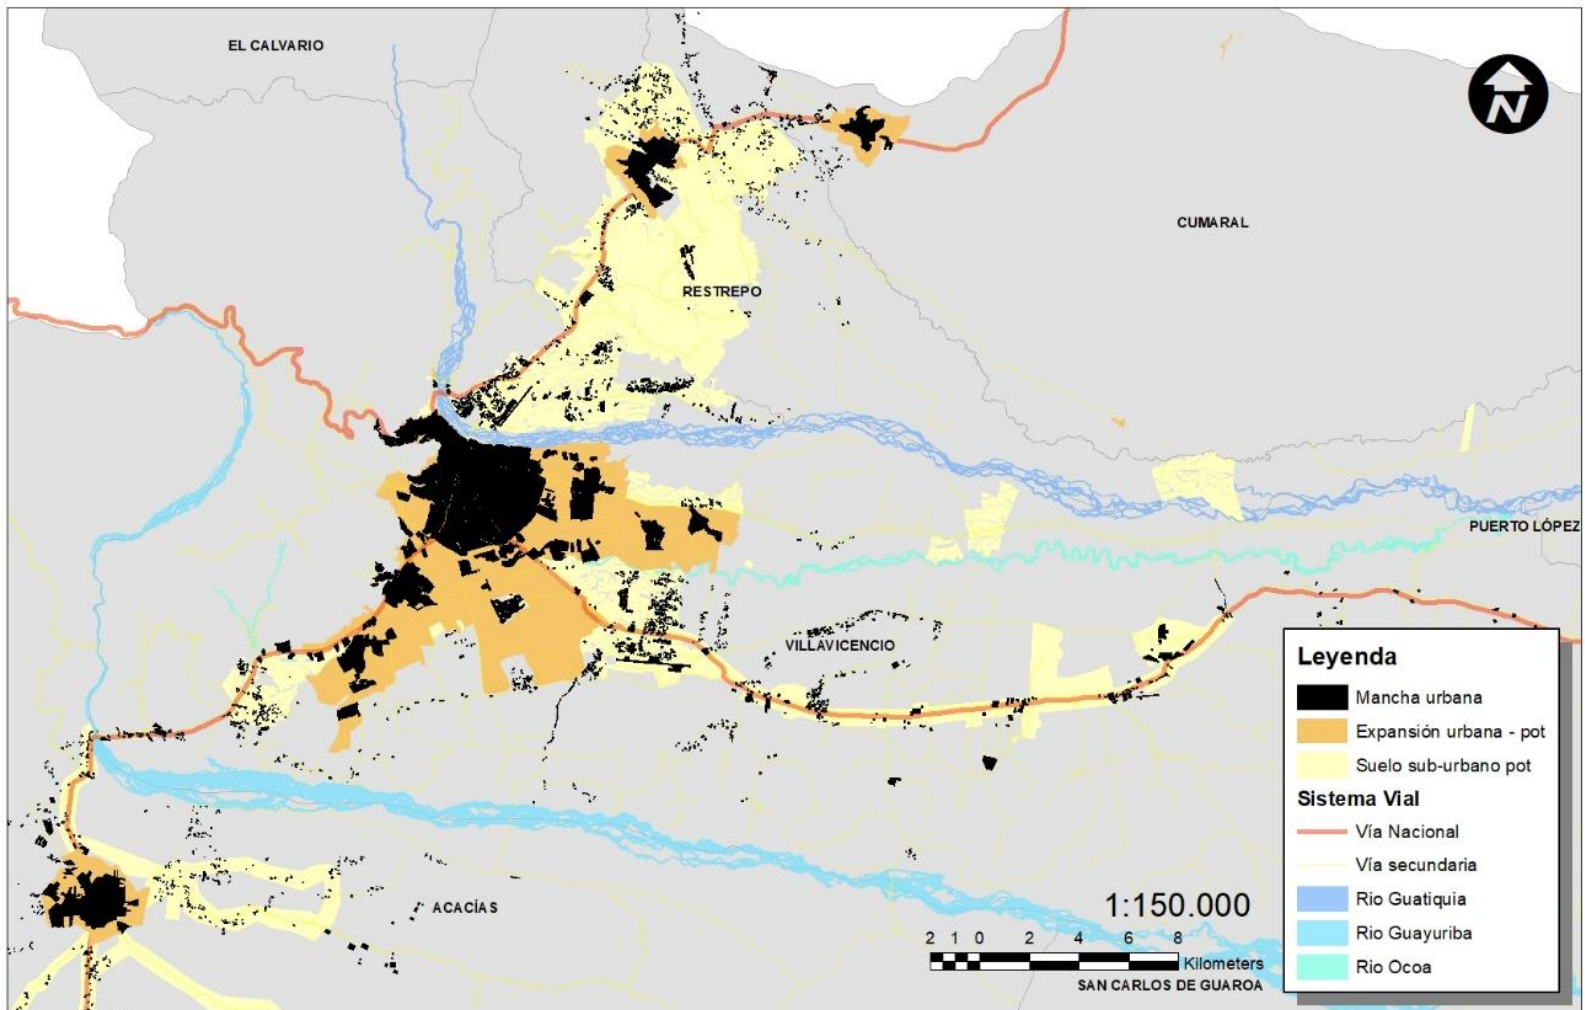 EL CALVARIO
N
CUMARAL
RESTREPO
PUERTO LÓPEZ
VILLAVICENCIO
ACACÍAS
1:150.000
2 1 0 2 4 6 8
Kilometers
SAN CARLOS DE GUAROA
Leyenda
Mancha urbana
Expansión urbana - pot
Suelo sub-urbano pot
Sistema Vial
Vía Nacional
Vía secundaria
Rio Guatiquia
Rio Guayuriba
Rio Ocoa